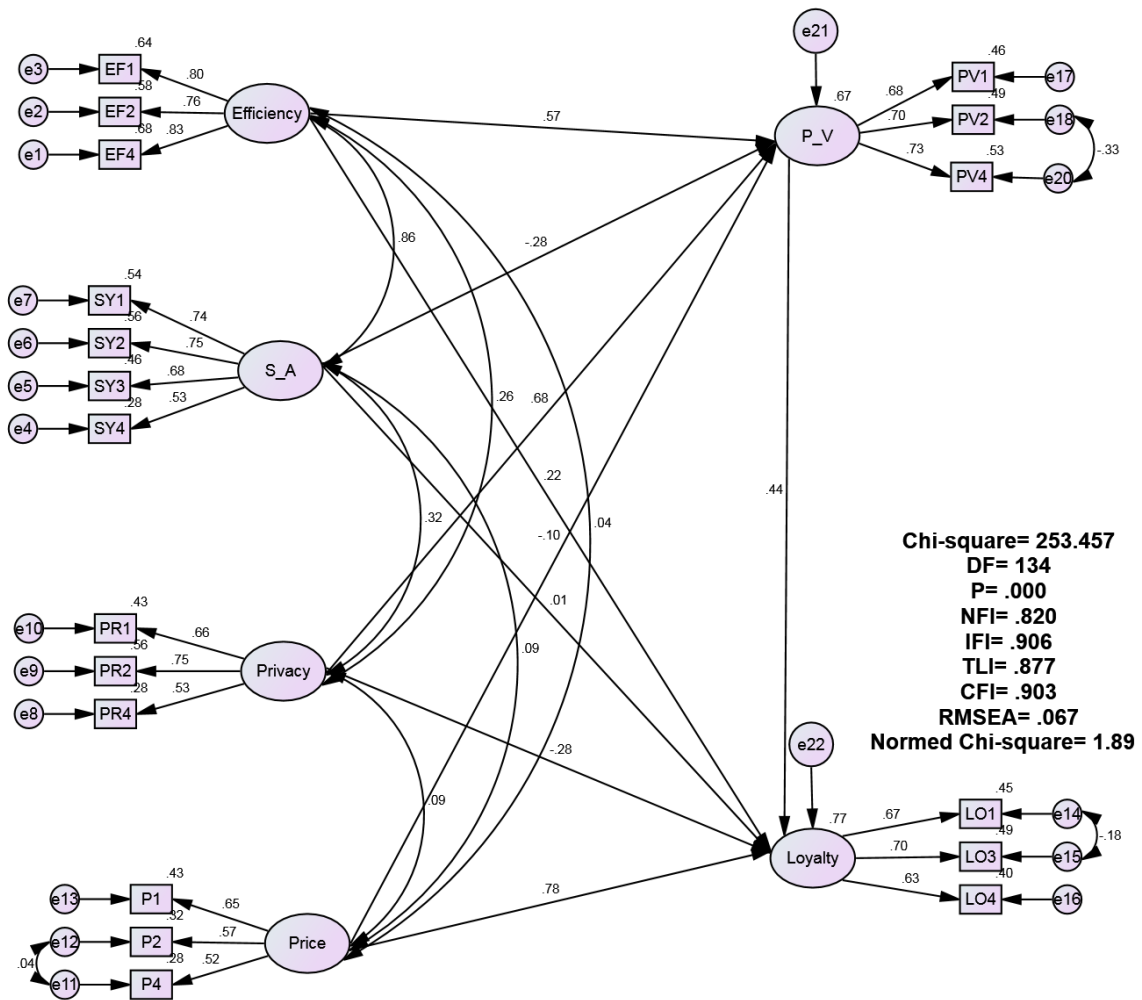 e21
.64
e3
EF1
.80
.58
e2
EF2
.76
.68
e1
EF4
.83
Efficiency
.57
.67
P_V
.46
.68
PV1
e17
.49
.70
PV2
e18
.73
.53
PV4
e20
-.33
.86
-.28
.54
e7
SY1
.74
.56
e6
SY2
.75
.46
e5
SY3
.68
.28
e4
SY4
.53
S_A
.26
.68
.22
.44
.32
-.10
.04
.01
.09
Chi-square= 253.457
DF= 134
P= .000
NFI= .820
IFI= .906
TLI= .877
CFI= .903
RMSEA= .067
Normed Chi-square= 1.89
.43
e10
PR1
.66
.56
e9
PR2
.75
.28
e8
PR4
.53
Privacy
-.28
e22
.09
.77
Loyalty
.45
.67
LO1
e14
.49
.70
LO3
e15
-.18
.40
.63
LO4
e16
.78
.43
e13
P1
.65
.32
e12
P2
.57
.04
.28
e11
P4
.52
Price